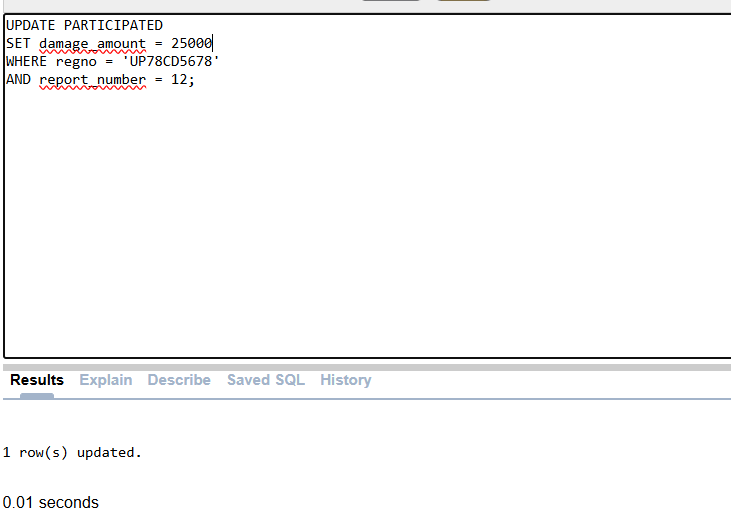 UPDATE PARTICIPATED
SET damage_amount = 25000
WHERE regno = 'UP78CD5678'
AND report_number = 12;
Results Explain Describe Saved SQL History
1 row(s) updated.
0.01 seconds